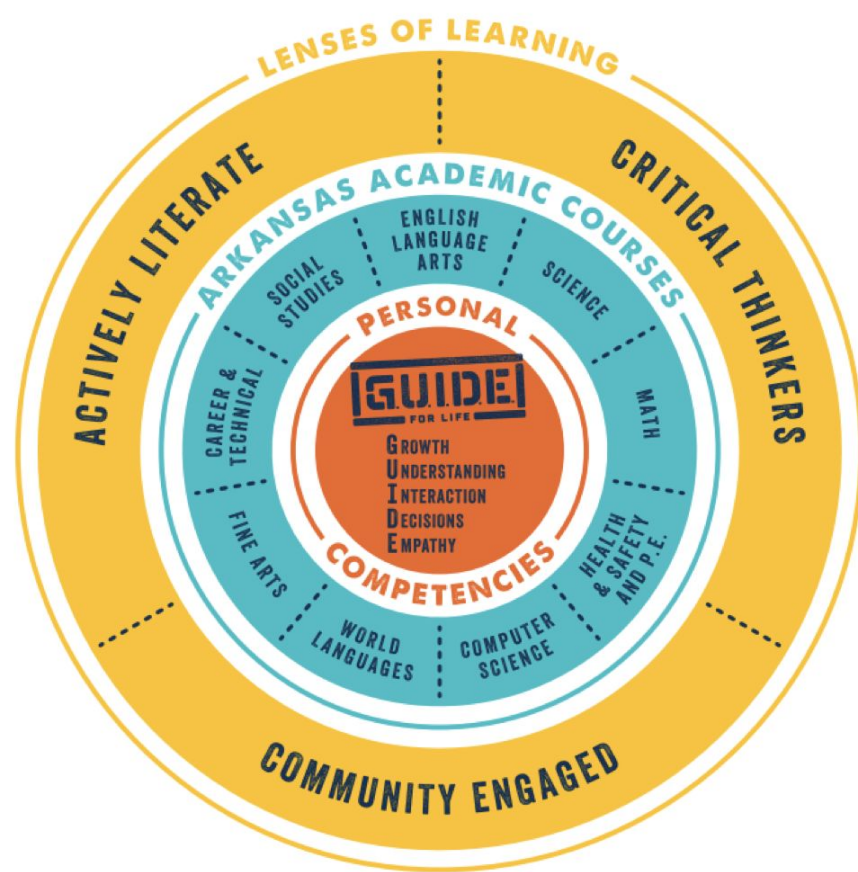 LENSES OF LEARNING
ACTIVELY LITERATE
CRITICAL THINKERS
COMMUNITY ENGAGED
ARKANSAS ACADEMIC COURSES
ENGLISH
LANGUAGE
ARTS
SCIENCE
MATH
HEALTH
& SAFETY
AND P.E.
COMPUTER
SCIENCE
WORLD
LANGUAGES
FINE ARTS
CAREER &
TECHNICAL
SOCIAL
STUDIES
PERSONAL
COMPETENCIES
G.U.I.D.E
FOR LIFE
GROWTH
UNDERSTANDING
INTERACTION
DECISIONS
EMPATHY